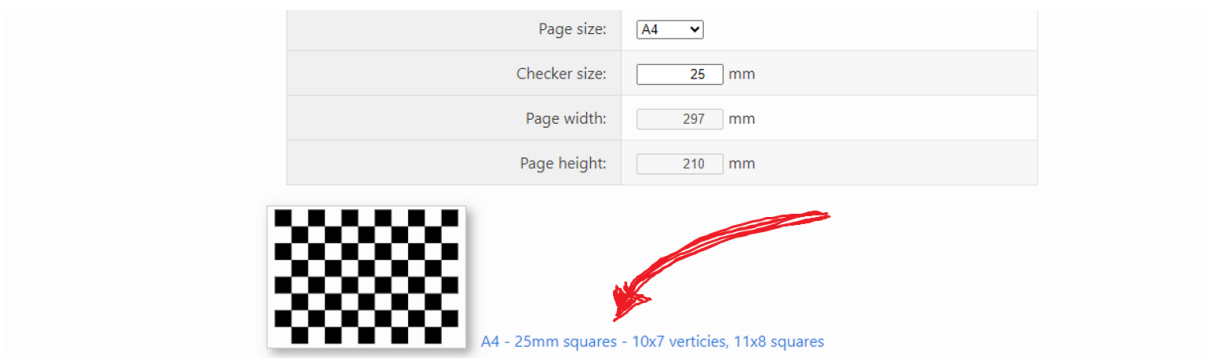 Page size: A4
Checker size: 25 mm
Page width: 297 mm
Page height: 210 mm
A4 - 25mm squares - 10x7 verticies, 11x8 squares